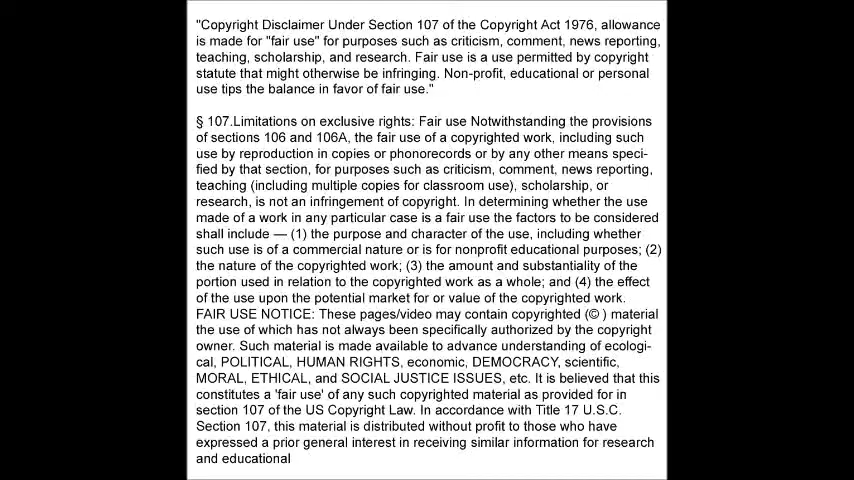 "Copyright Disclaimer Under Section 107 of the Copyright Act 1976, allowance
is made for "fair use" for purposes such as criticism, comment, news reporting,
teaching, scholarship, and research. Fair use is a use permitted by copyright
statute that might otherwise be infringing. Non-profit, educational or personal
use tips the balance in favor of fair use."
§ 107.Limitations on exclusive rights: Fair use Notwithstanding the provisions
of sections 106 and 106A, the fair use of a copyrighted work, including such
use by reproduction in copies or phonorecords or by any other means speci-
fied by that section, for purposes such as criticism, comment, news reporting,
teaching (including multiple copies for classroom use), scholarship, or
research, is not an infringement of copyright. In determining whether the use
made of a work in any particular case is a fair use the factors to be considered
shall include — (1) the purpose and character of the use, including whether
such use is of a commercial nature or is for nonprofit educational purposes; (2)
the nature of the copyrighted work; (3) the amount and substantiality of the
portion used in relation to the copyrighted work as a whole; and (4) the effect
of the use upon the potential market for or value of the copyrighted work.
FAIR USE NOTICE: These pages/video may contain copyrighted (© ) material
the use of which has not always been specifically authorized by the copyright
owner. Such material is made available to advance understanding of ecologi-
cal, POLITICAL, HUMAN RIGHTS, economic, DEMOCRACY, scientific,
MORAL, ETHICAL, and SOCIAL JUSTICE ISSUES, etc. It is believed that this
constitutes a 'fair use' of any such copyrighted material as provided for in
section 107 of the US Copyright Law. In accordance with Title 17 U.S.C.
Section 107, this material is distributed without profit to those who have
expressed a prior general interest in receiving similar information for research
and educational